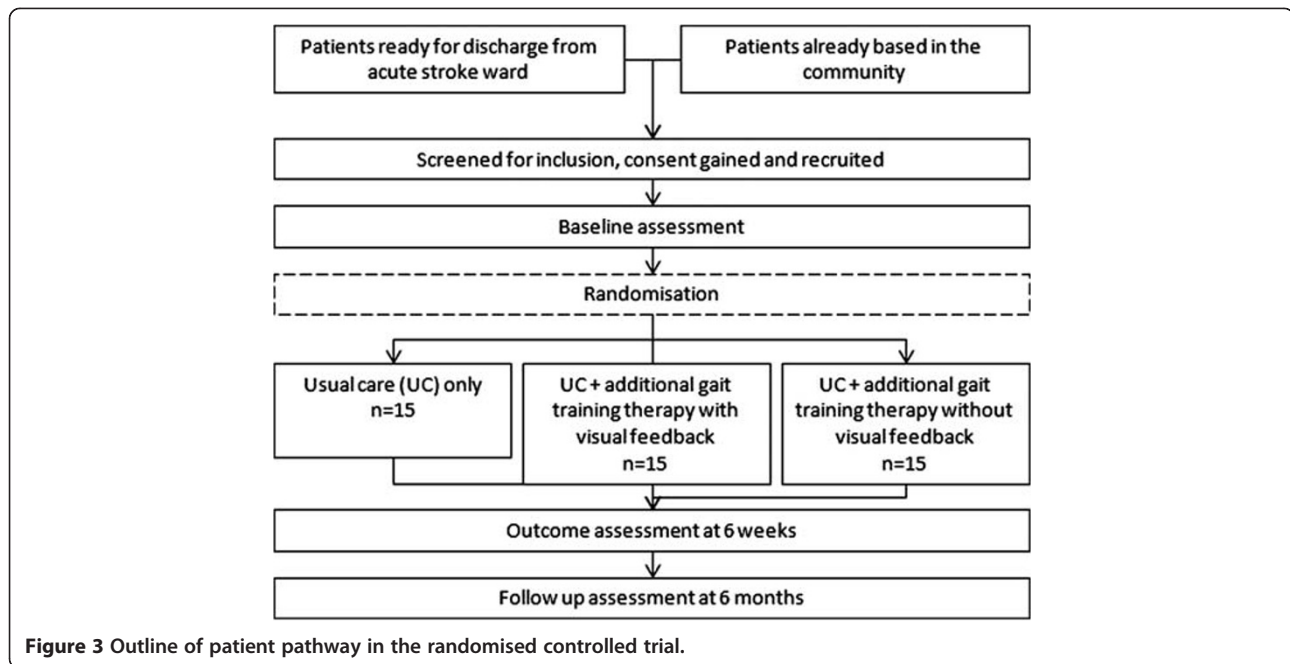 Patients ready for discharge from
acute stroke ward
Patients already based in the
community
Screened for inclusion, consent gained and recruited
Baseline assessment
Randomisation
Usual care (UC) only
n=15
UC + additional gait
training therapy with
visual feedback
n=15
UC + additional gait
training therapy without
visual feedback
n=15
Outcome assessment at 6 weeks
Follow up assessment at 6 months
Figure 3 Outline of patient pathway in the randomised controlled trial.